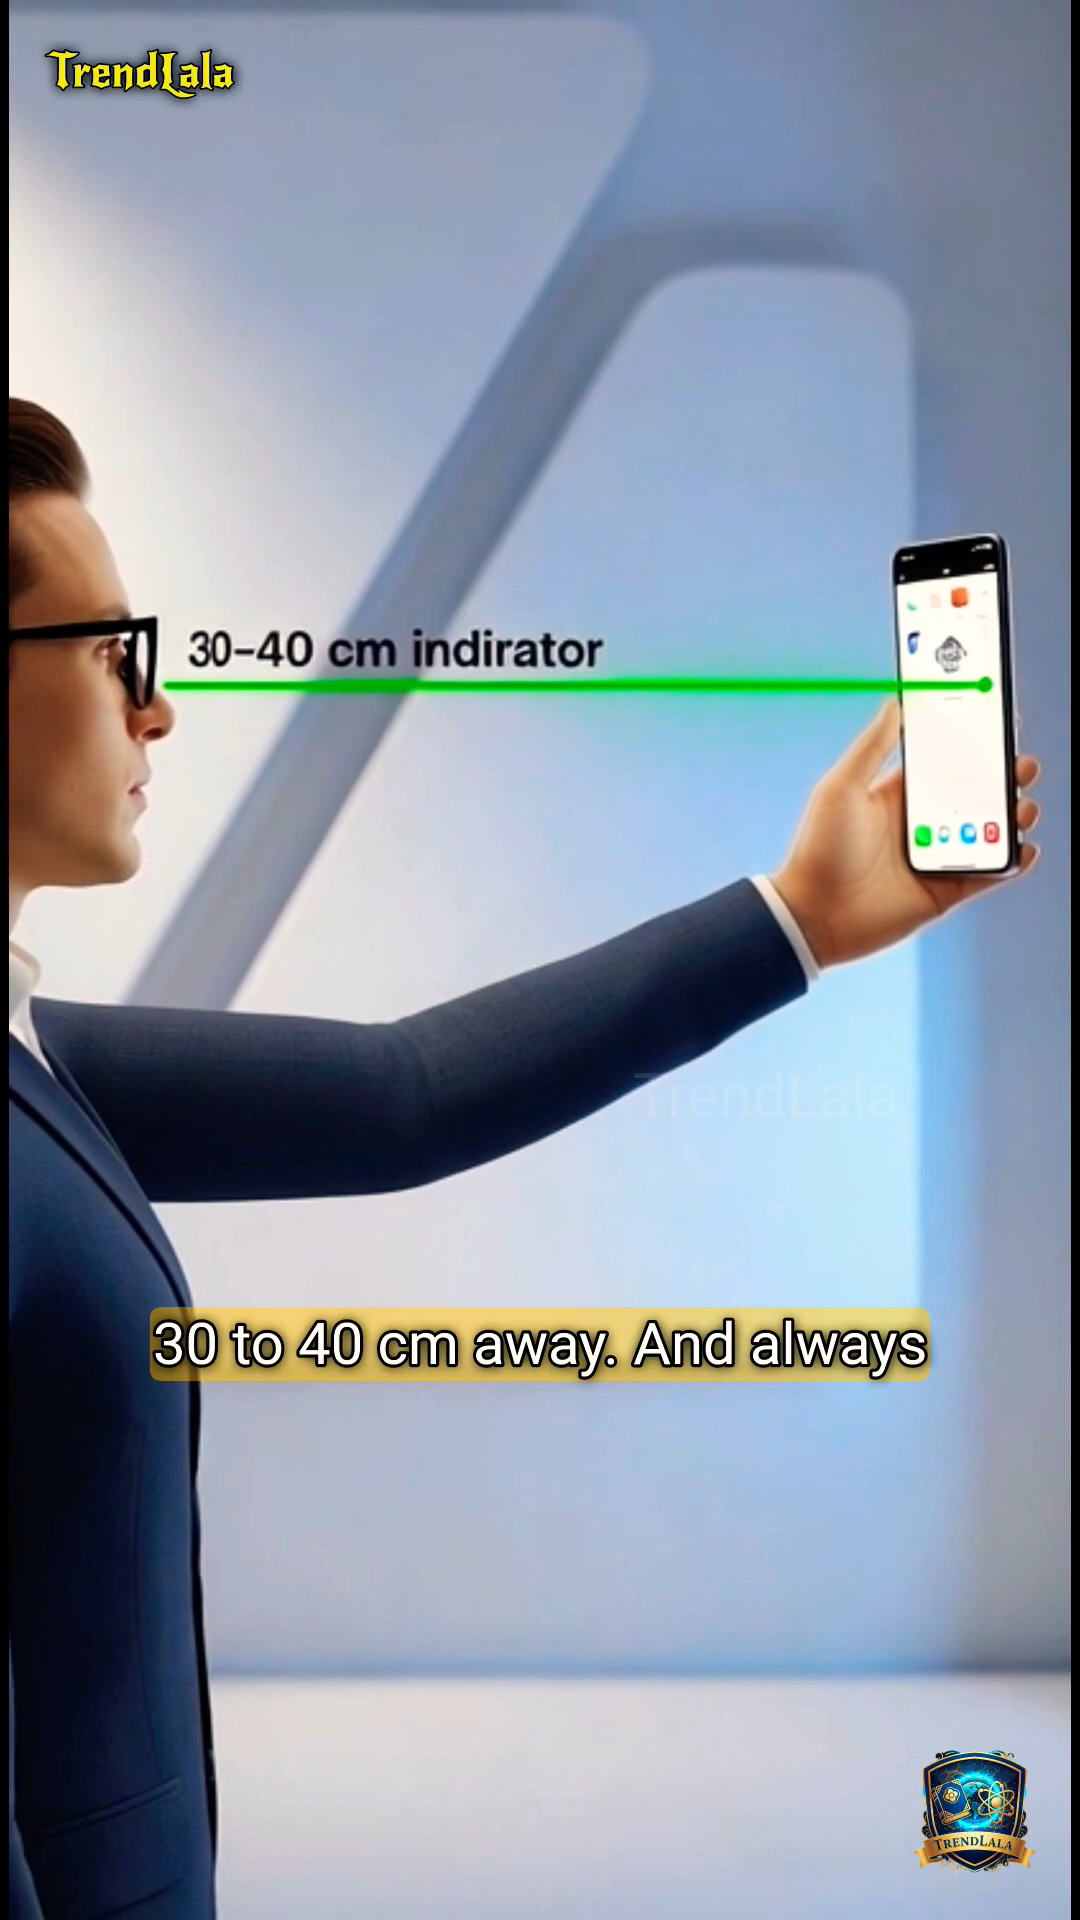 TrendLala
30-40 cm indirator
TrendLala
30 to 40 cm away. And always
TRENDLALA